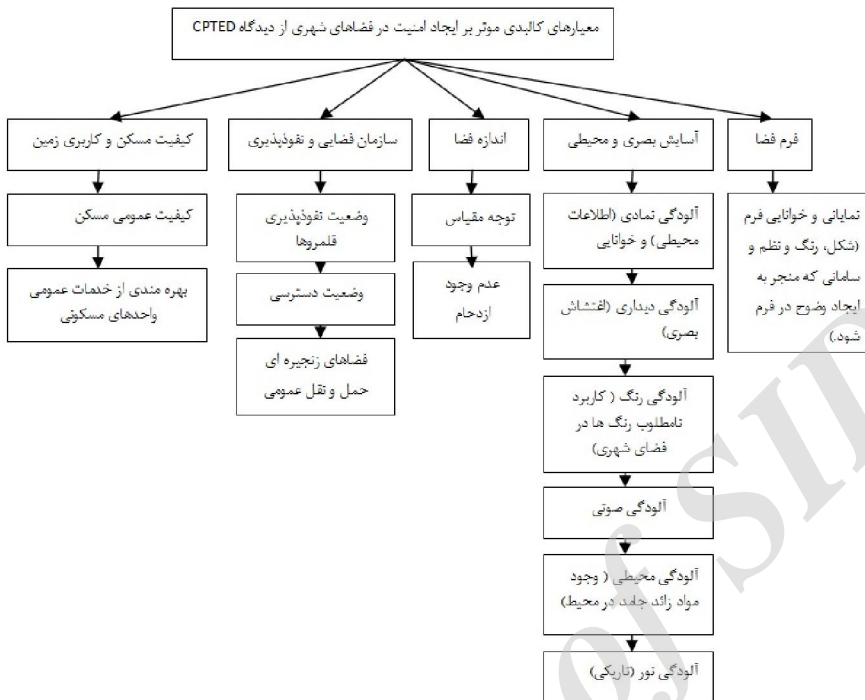 معیارهای کالبدی موثر بر ایجاد امنیت در فضاهای شهری از دیدگاه CPTED
فرم فضا
نمایانی و خوانایی فرم
(شکل، رنگ و نظم و
سامانی که منجر به
ایجاد وضوح در فرم
شود.)
آسایش بصری و محیطی
آلودگی نمادی (اطلاعات
محیطی) و خوانایی
آلودگی دیداری (اغتشاش
بصری)
آلودگی رنگ ( کاربرد
نامطلوب رنگ ها در
فضای شهری)
آلودگی صوتی
آلودگی محیطی ( وجود
مواد زائد جامد در محیط)
آلودگی نور (تاریکی)
اندازه فضا
توجه مقیاس
عدم وجود
ازدحام
سازمان فضایی و نفوذپذیری
وضعیت نفوذپذیری
قلمروها
وضعیت دسترسی
فضاهای زنجیره ای
حمل و نقل عمومی
کیفیت مسکن و کاربری زمین
کیفیت عمومی مسکن
بهره مندی از خدمات عمومی
واحدهای مسکونی
of SID